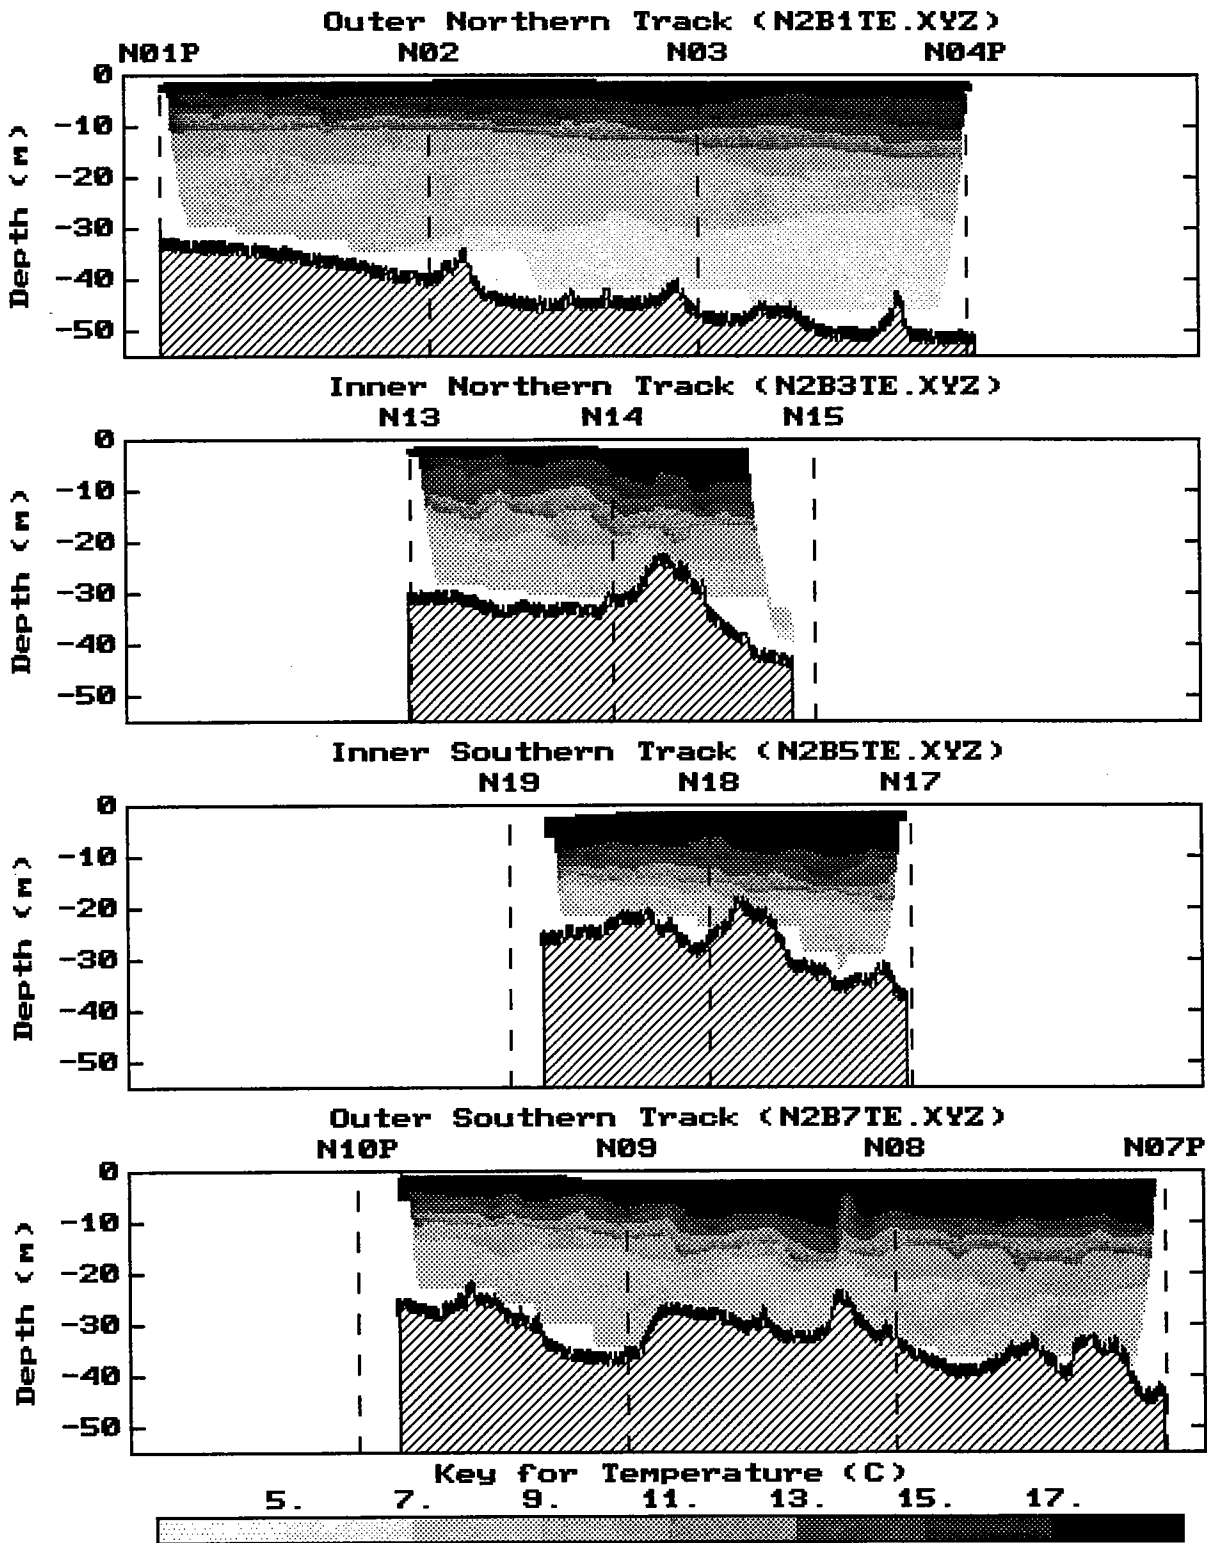 Outer Northern Track (N2B1TE.XYZ)
N01P N02 N03 N04P
0
-10
-20
-30
-40
-50
Depth (m)
Inner Northern Track (N2B3TE.XYZ)
N13 N14 N15
0
-10
-20
-30
-40
-50
Depth (m)
Inner Southern Track (N2B5TE.XYZ)
N19 N18 N17
0
-10
-20
-30
-40
-50
Depth (m)
Outer Southern Track (N2B7TE.XYZ)
N10P N09 N08 N07P
0
-10
-20
-30
-40
-50
Depth (m)
Key for Temperature (C)
5. 7. 9. 11. 13. 15. 17.